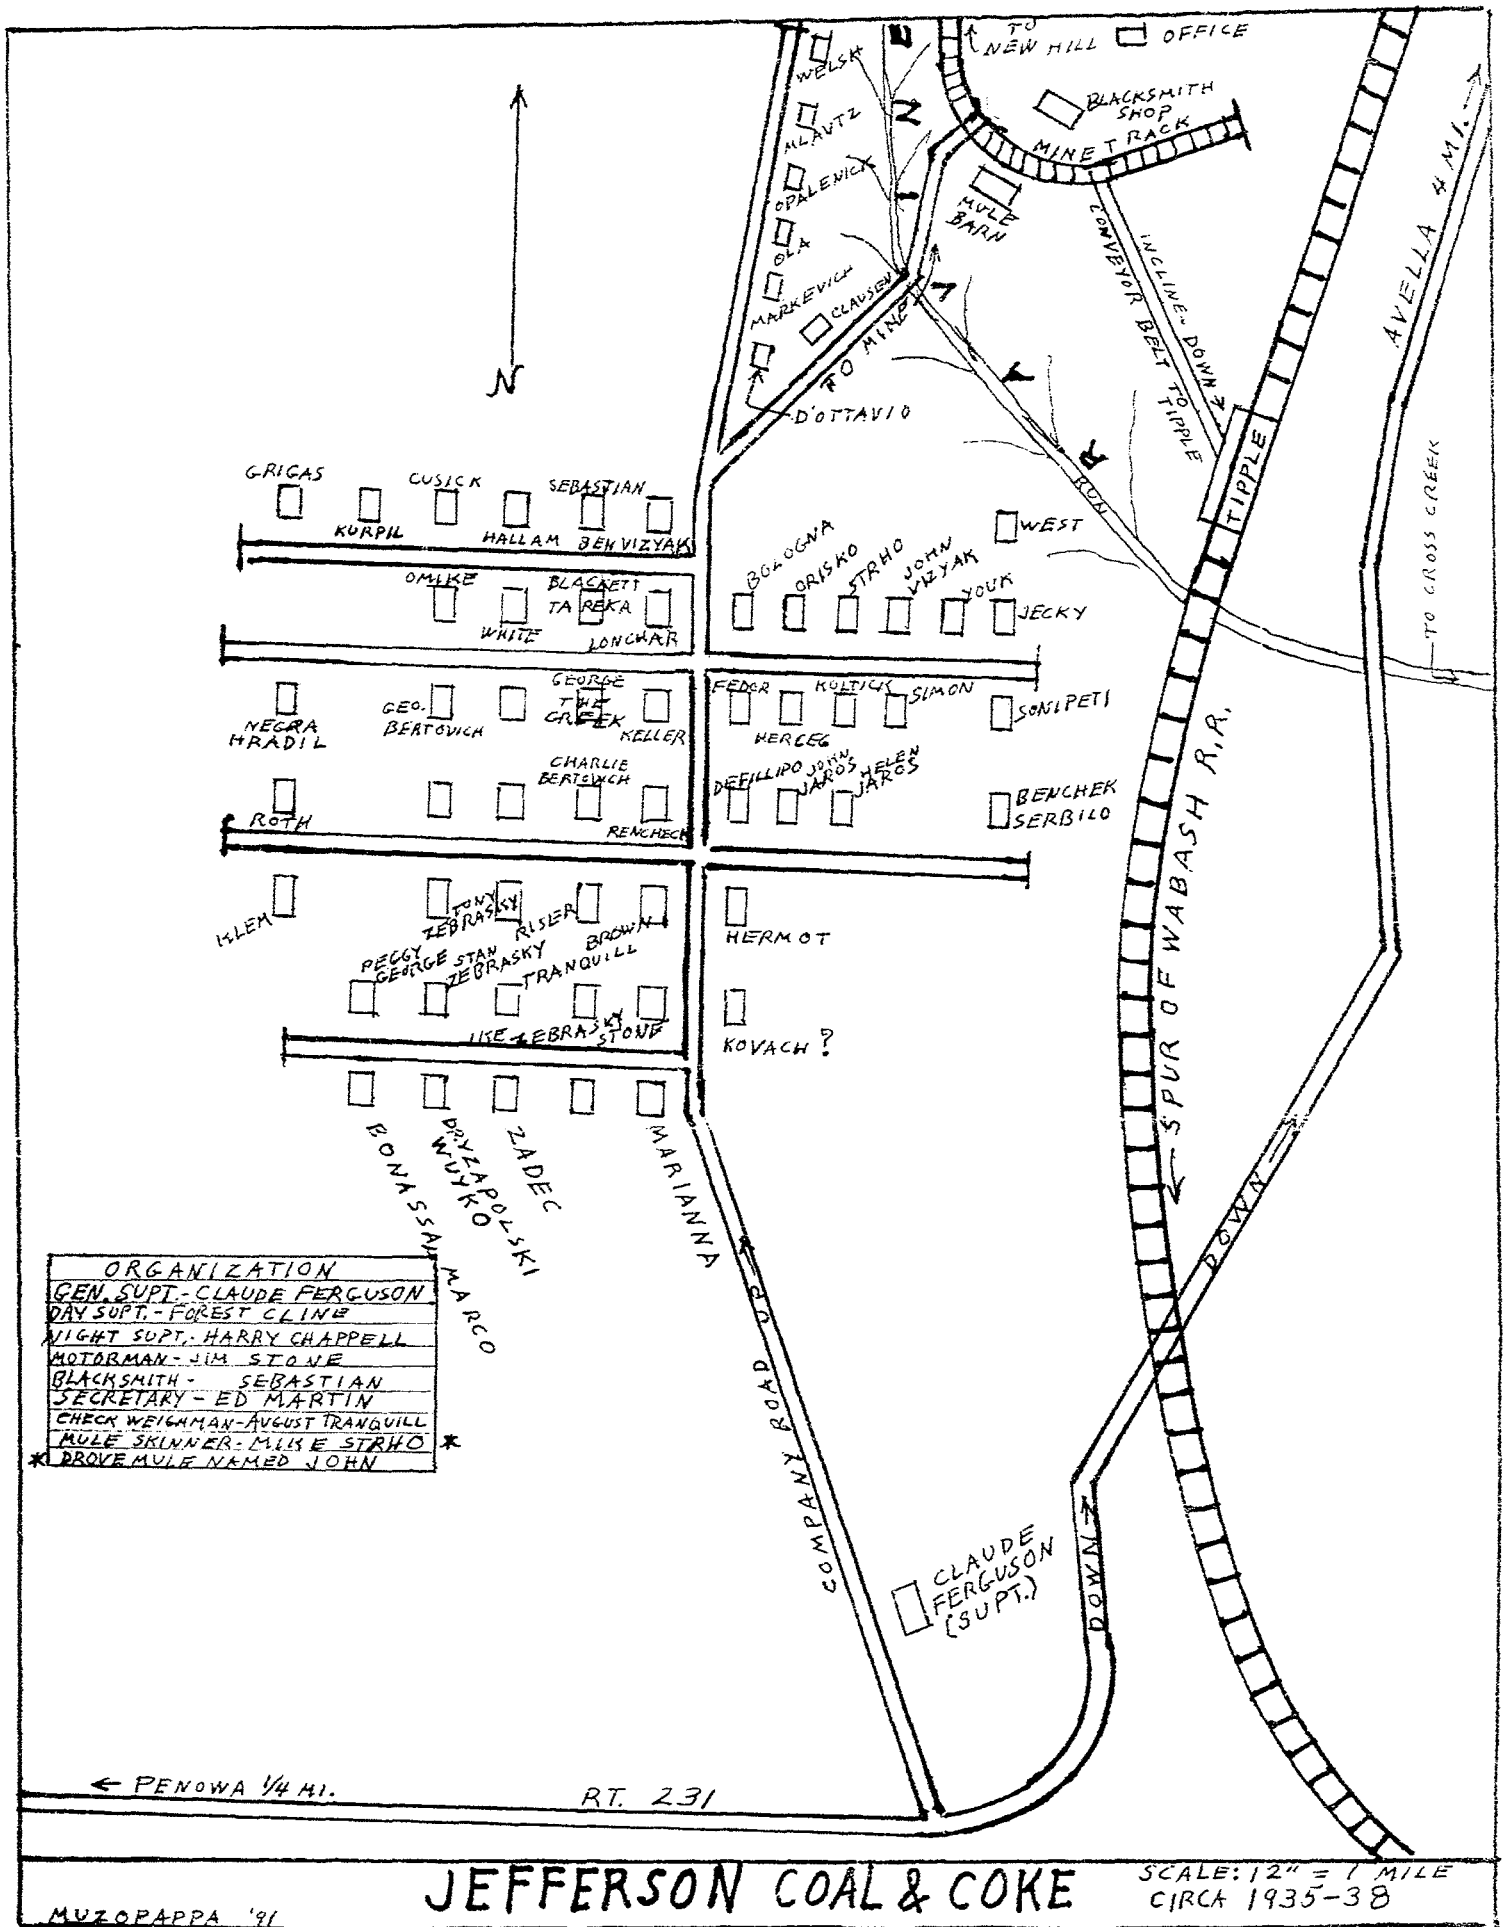 TO
NEW HILL
OFFICE
WELSH
BLACKSMITH
SHOP
MINE TRACK
MLAUTZ
OPALENICK
MULE
BARN
OLA
MARKEVICH
CLAUSEN
TO MINE
D'OTTAVIO
N
INCLINE - DOWN
CONVEYOR BELT TO
TIPPLE
TIPPLE
AVELLA 4 MI.
TO CROSS CREEK
RUN
GRIGAS
CUSICK
SEBASTIAN
KURPIL
HALLAM
BEN VIZYAK
WEST
OMIKE
BLACKETT
TAREKA
WHITE
LONCHAR
BOLOGNA
ORISKO
STRHO
JOHN
VIZYAK
YOUK
JECKY
NEGRA
HRADIL
GEO.
BERTOVICH
GEORGE
THE
GREEK
KELLER
FEDOR
HERCEG
KOLTICK
SIMON
SONIPETI
ROTH
CHARLIE
BERTOVICH
RENCHECK
DEFILLIPO
JOHN
JAROS
HELEN
JAROS
BENCHEK
SERBILO
SPUR OF WABASH R.R.
KLEM
TONY
ZEBRASKY
RISER
BROWN
HERMOT
PEGGY
GEORGE
STAN
ZEBRASKY
TRANQUILL
IKE ZEBRASKY
STONE
KOVACH ?
BONASSA
MARCO
DRYZAPOLSKI
WUYKO
ZADEC
MARIANNA
COMPANY ROAD UP
DOWN
DOWN
ORGANIZATION
GEN. SUPT. - CLAUDE FERGUSON
DAY SUPT. - FOREST CLINE
NIGHT SUPT. - HARRY CHAPPELL
MOTORMAN - JIM STONE
BLACKSMITH - SEBASTIAN
SECRETARY - ED MARTIN
CHECK WEIGHMAN - AUGUST TRANQUILL
MULE SKINNER - MIKE STRHO *
* DROVE MULE NAMED JOHN
CLAUDE
FERGUSON
(SUPT.)
← PENOWA 1/4 MI.
RT. 231
JEFFERSON COAL & COKE
SCALE: 12" = 1 MILE
CIRCA 1935-38
MUZOPAPPA '91